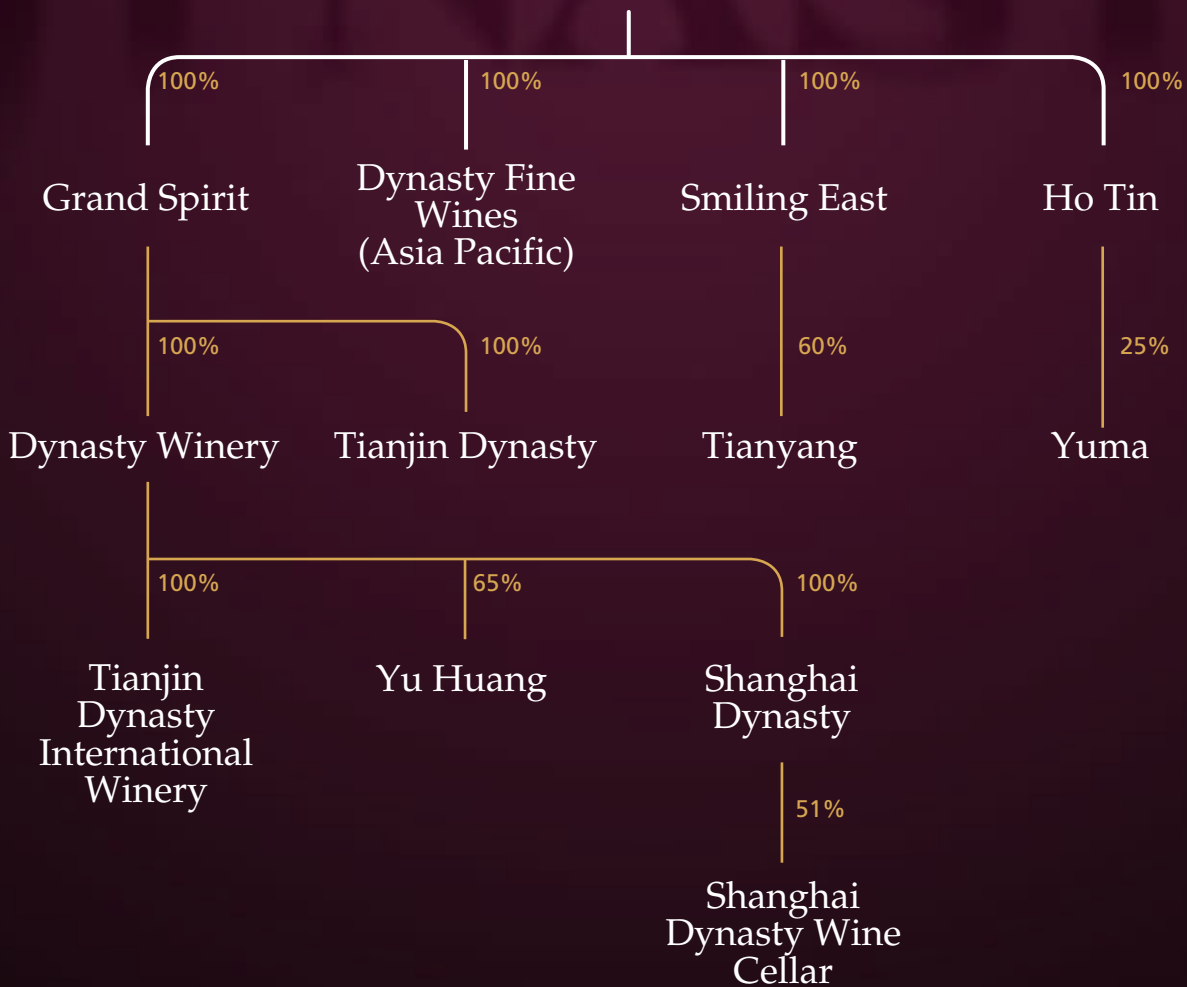 100%
100%
100%
100%
Grand Spirit
Dynasty Fine
Wines
(Asia Pacific)
Smiling East
Ho Tin
100%
100%
60%
25%
Dynasty Winery
Tianjin Dynasty
Tianyang
Yuma
100%
65%
100%
Tianjin
Dynasty
International
Winery
Yu Huang
Shanghai
Dynasty
51%
Shanghai
Dynasty Wine
Cellar